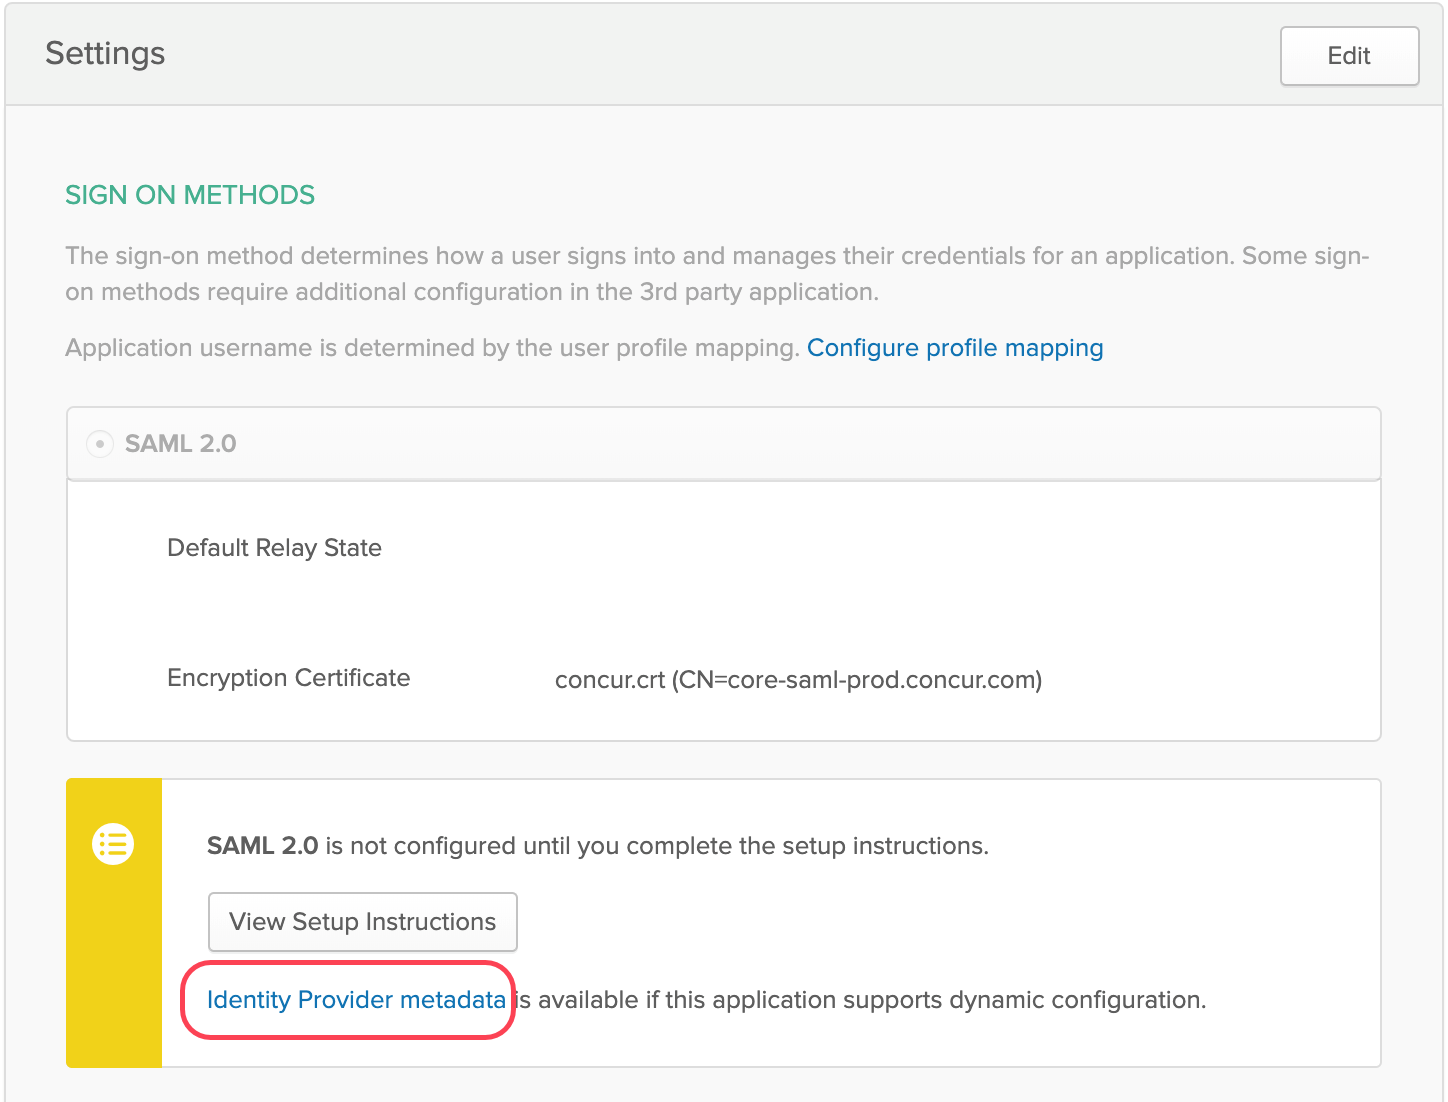 Settings
Edit
SIGN ON METHODS
The sign-on method determines how a user signs into and manages their credentials for an application. Some sign-
on methods require additional configuration in the 3rd party application.
Application username is determined by the user profile mapping. Configure profile mapping
SAML 2.0
Default Relay State
Encryption Certificate concur.crt (CN=core-saml-prod.concur.com)
SAML 2.0 is not configured until you complete the setup instructions.
View Setup Instructions
Identity Provider metadata is available if this application supports dynamic configuration.